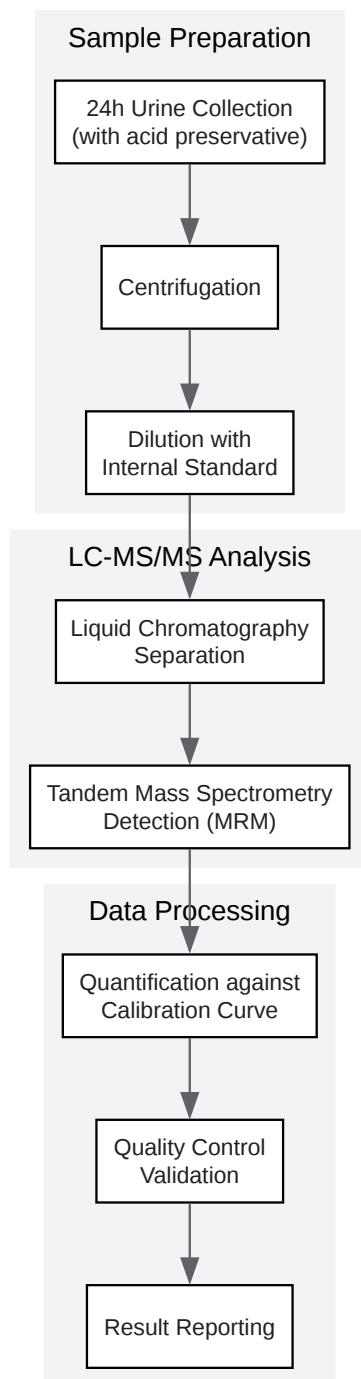 Sample Preparation
24h Urine Collection
(with acid preservative)
Centrifugation
Dilution with
Internal Standard
LC-MS/MS Analysis
Liquid Chromatography
Separation
Tandem Mass Spectrometry
Detection (MRM)
Data Processing
Quantification against
Calibration Curve
Quality Control
Validation
Result Reporting